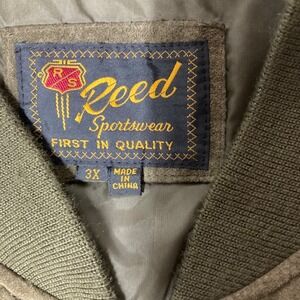 RS
Reed
Sportswear
FIRST IN QUALITY
3X
MADE IN
CHINA